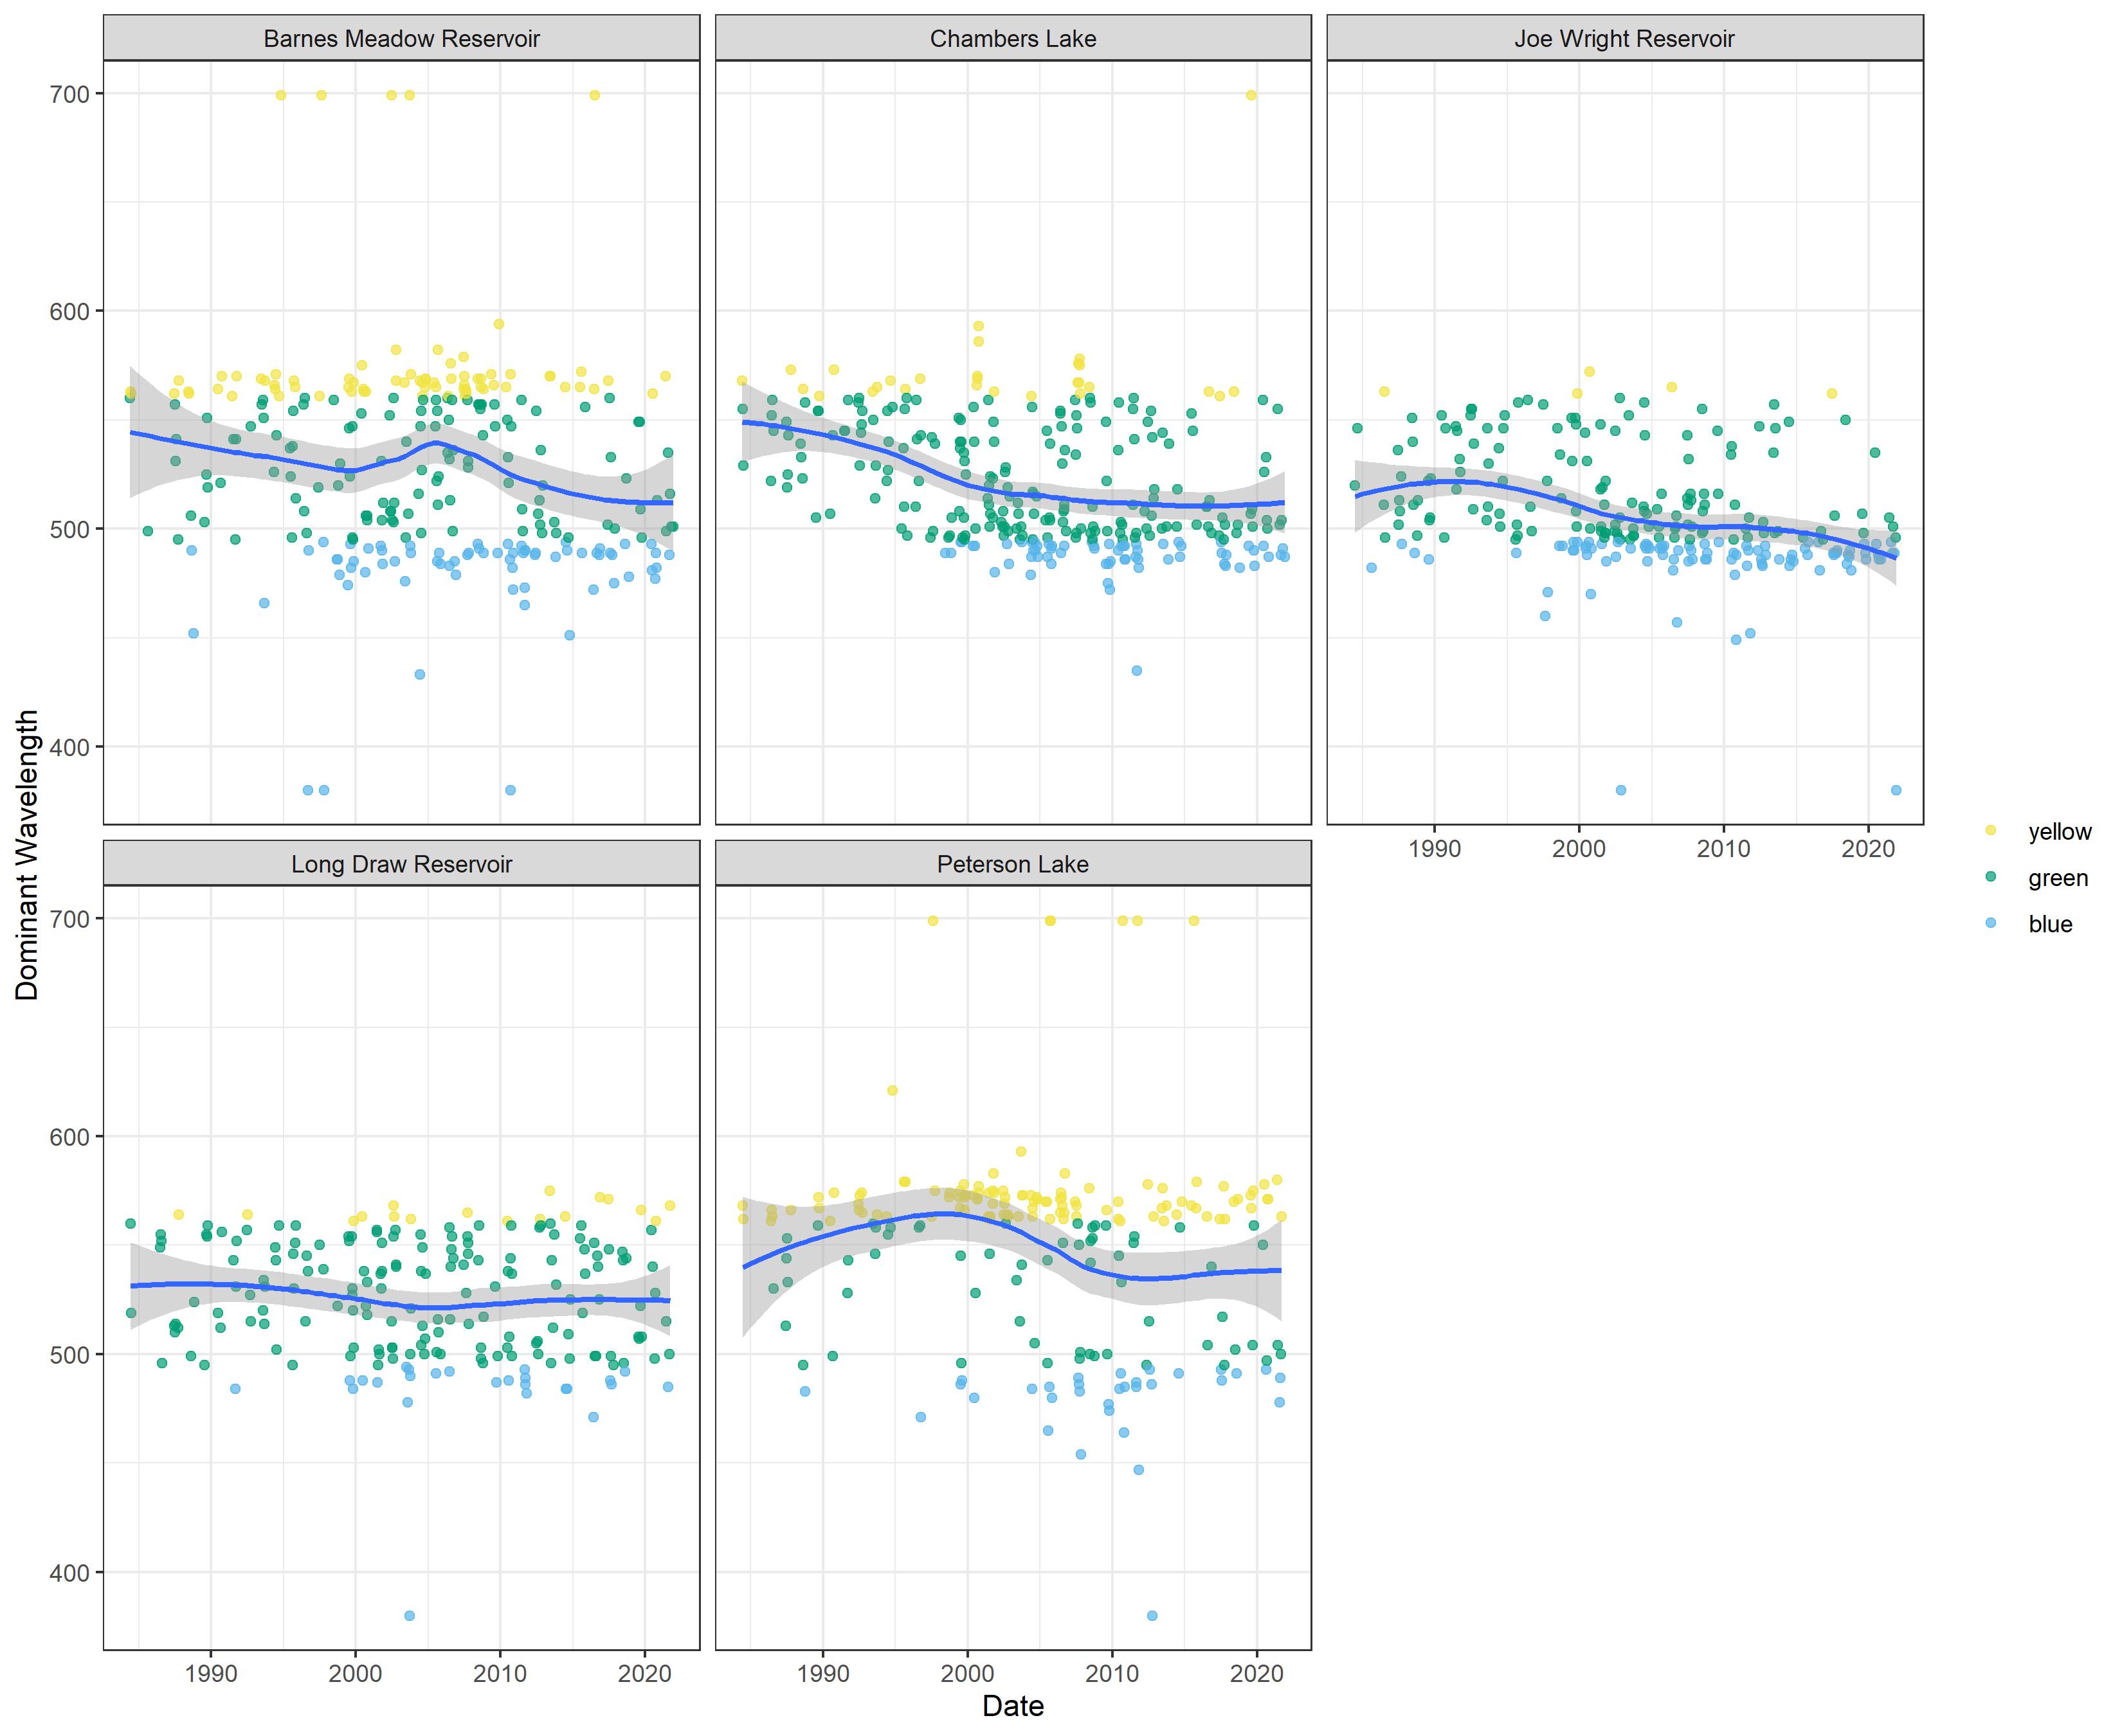 Barnes Meadow Reservoir
Chambers Lake
Joe Wright Reservoir
700
600
500
400
1990
2000
2010
2020
Long Draw Reservoir
Peterson Lake
700
600
500
400
1990
2000
2010
2020
1990
2000
2010
2020
Dominant Wavelength
Date
yellow
green
blue